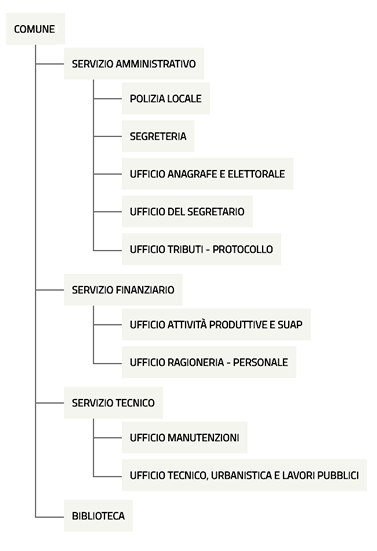 COMUNE
SERVIZIO AMMINISTRATIVO
POLIZIA LOCALE
SEGRETERIA
UFFICIO ANAGRAFE E ELETTORALE
UFFICIO DEL SEGRETARIO
UFFICIO TRIBUTI - PROTOCOLLO
SERVIZIO FINANZIARIO
UFFICIO ATTIVITÀ PRODUTTIVE E SUAP
UFFICIO RAGIONERIA - PERSONALE
SERVIZIO TECNICO
UFFICIO MANUTENZIONI
UFFICIO TECNICO, URBANISTICA E LAVORI PUBBLICI
BIBLIOTECA